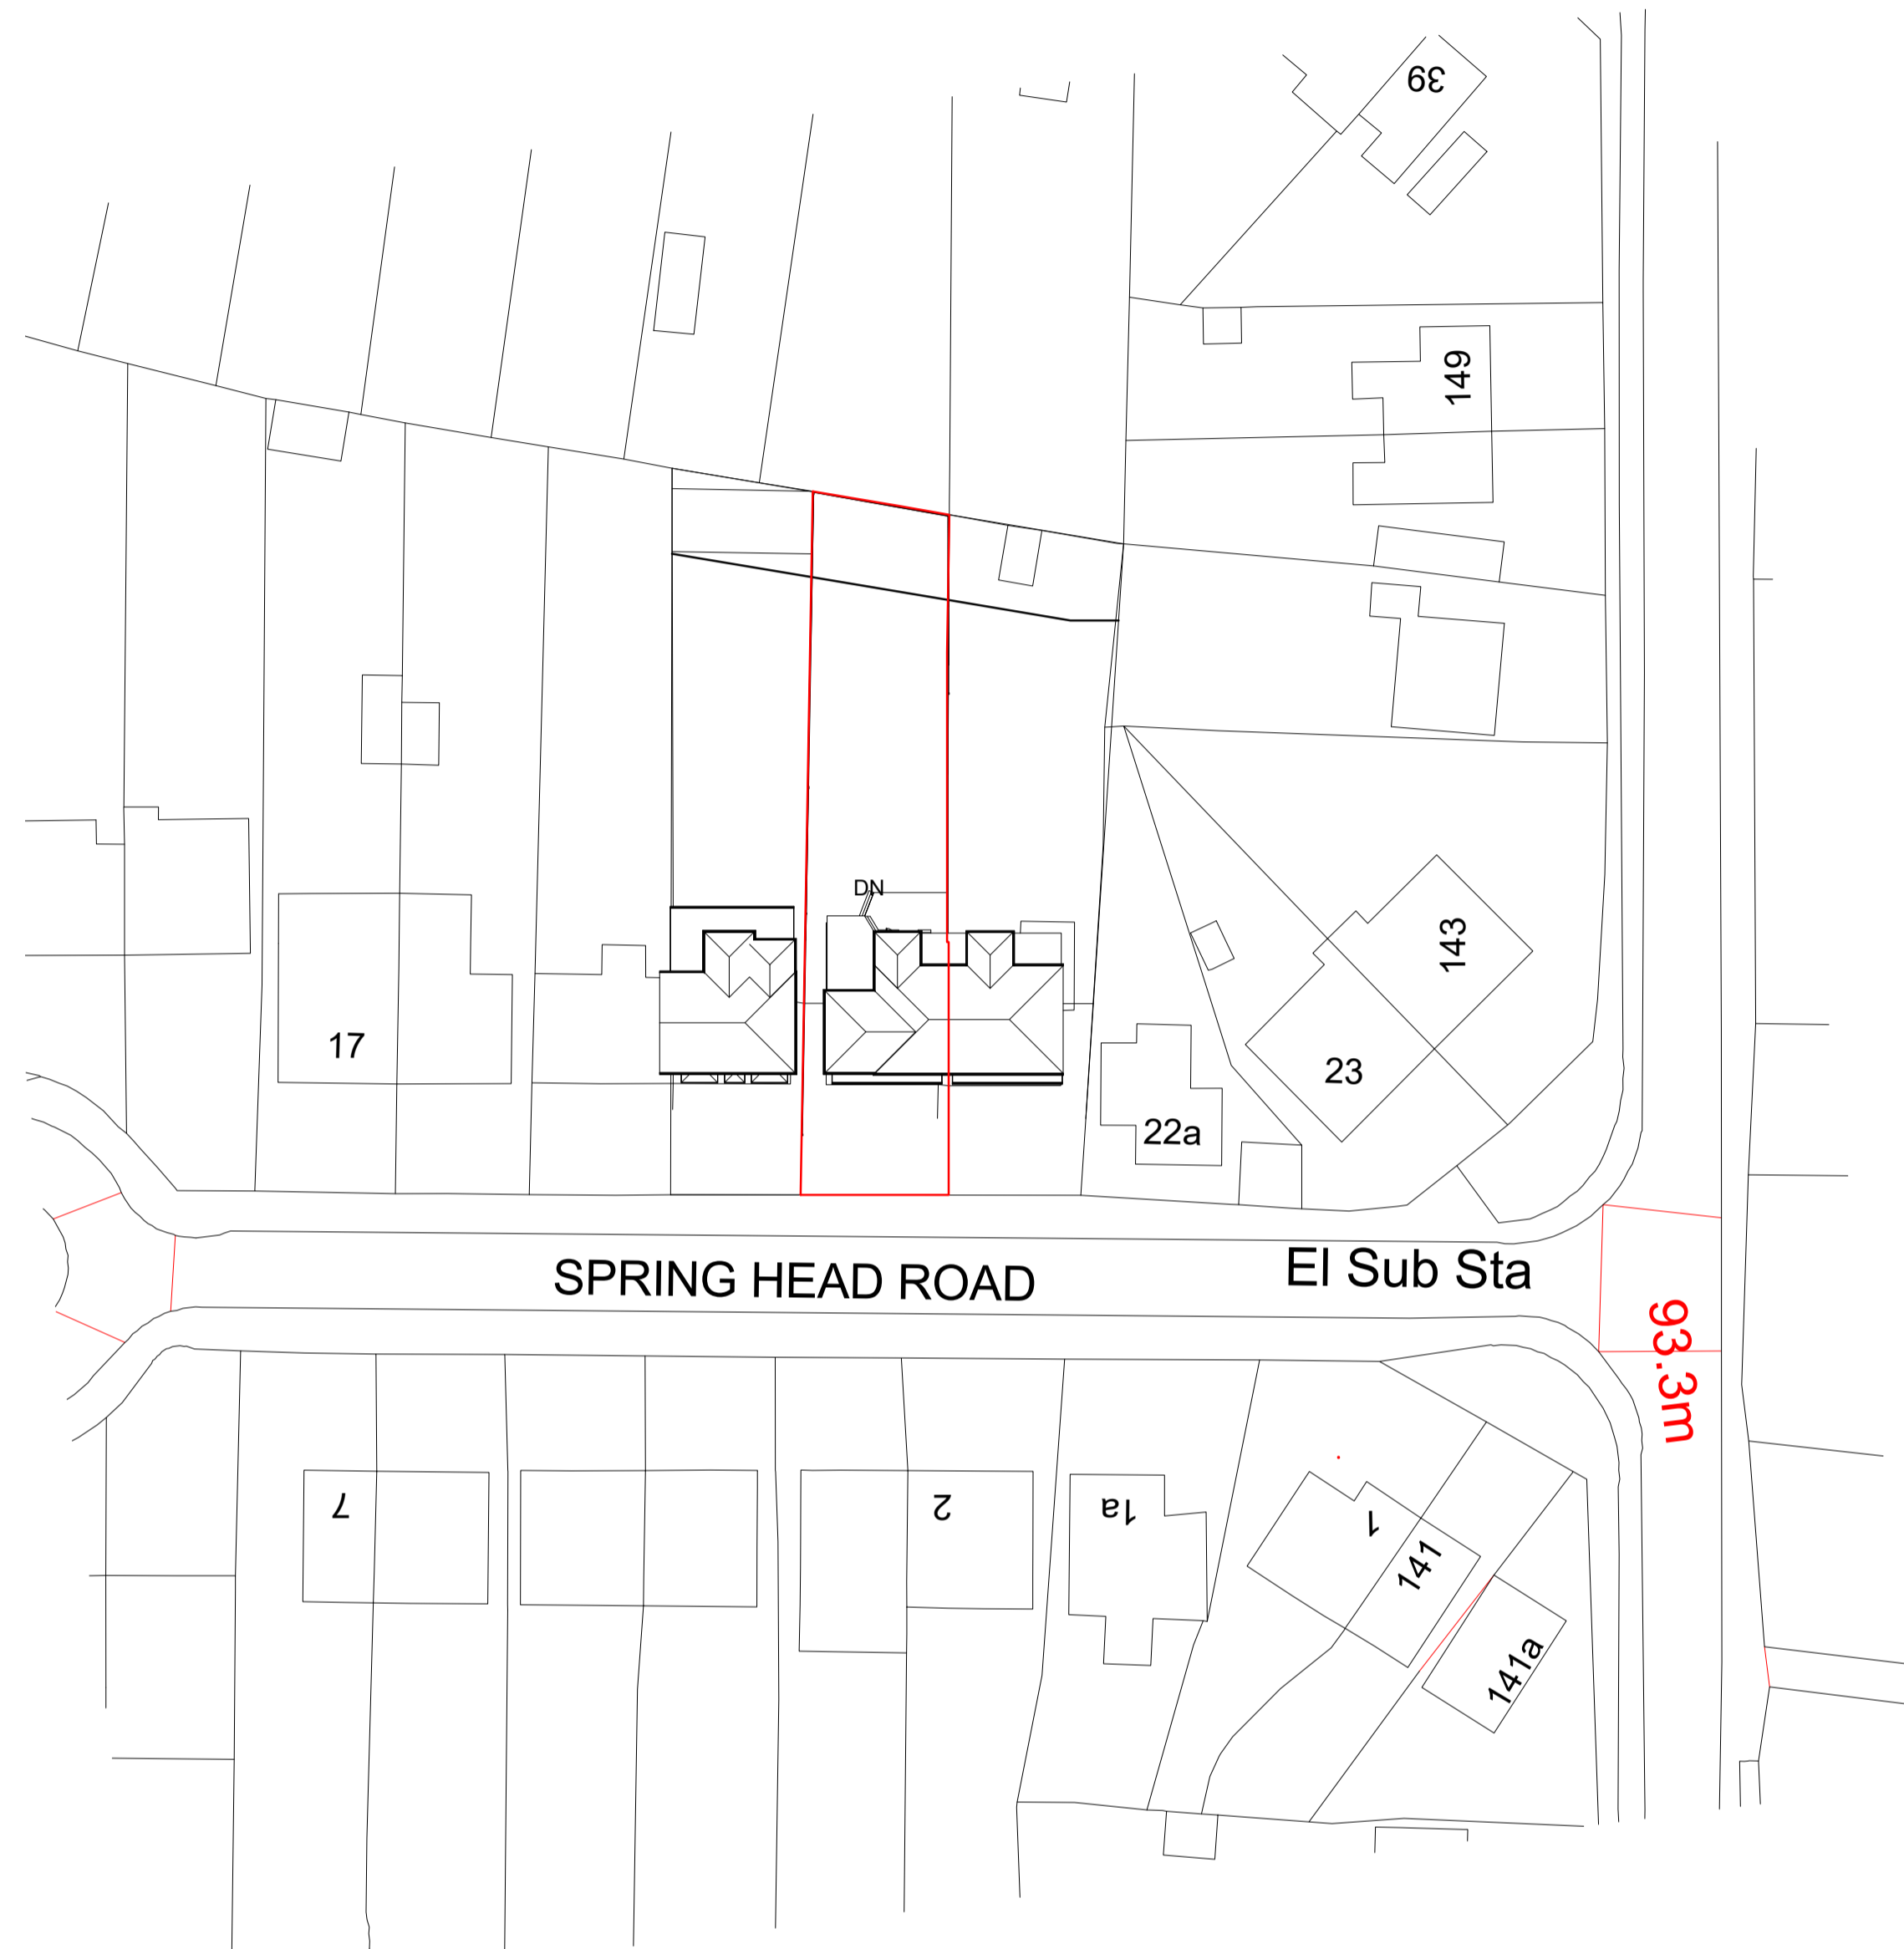 39
149
DN
143
17
23
22a
SPRING HEAD ROAD
El Sub Sta
93.3m
7
2
1a
1
141
141a